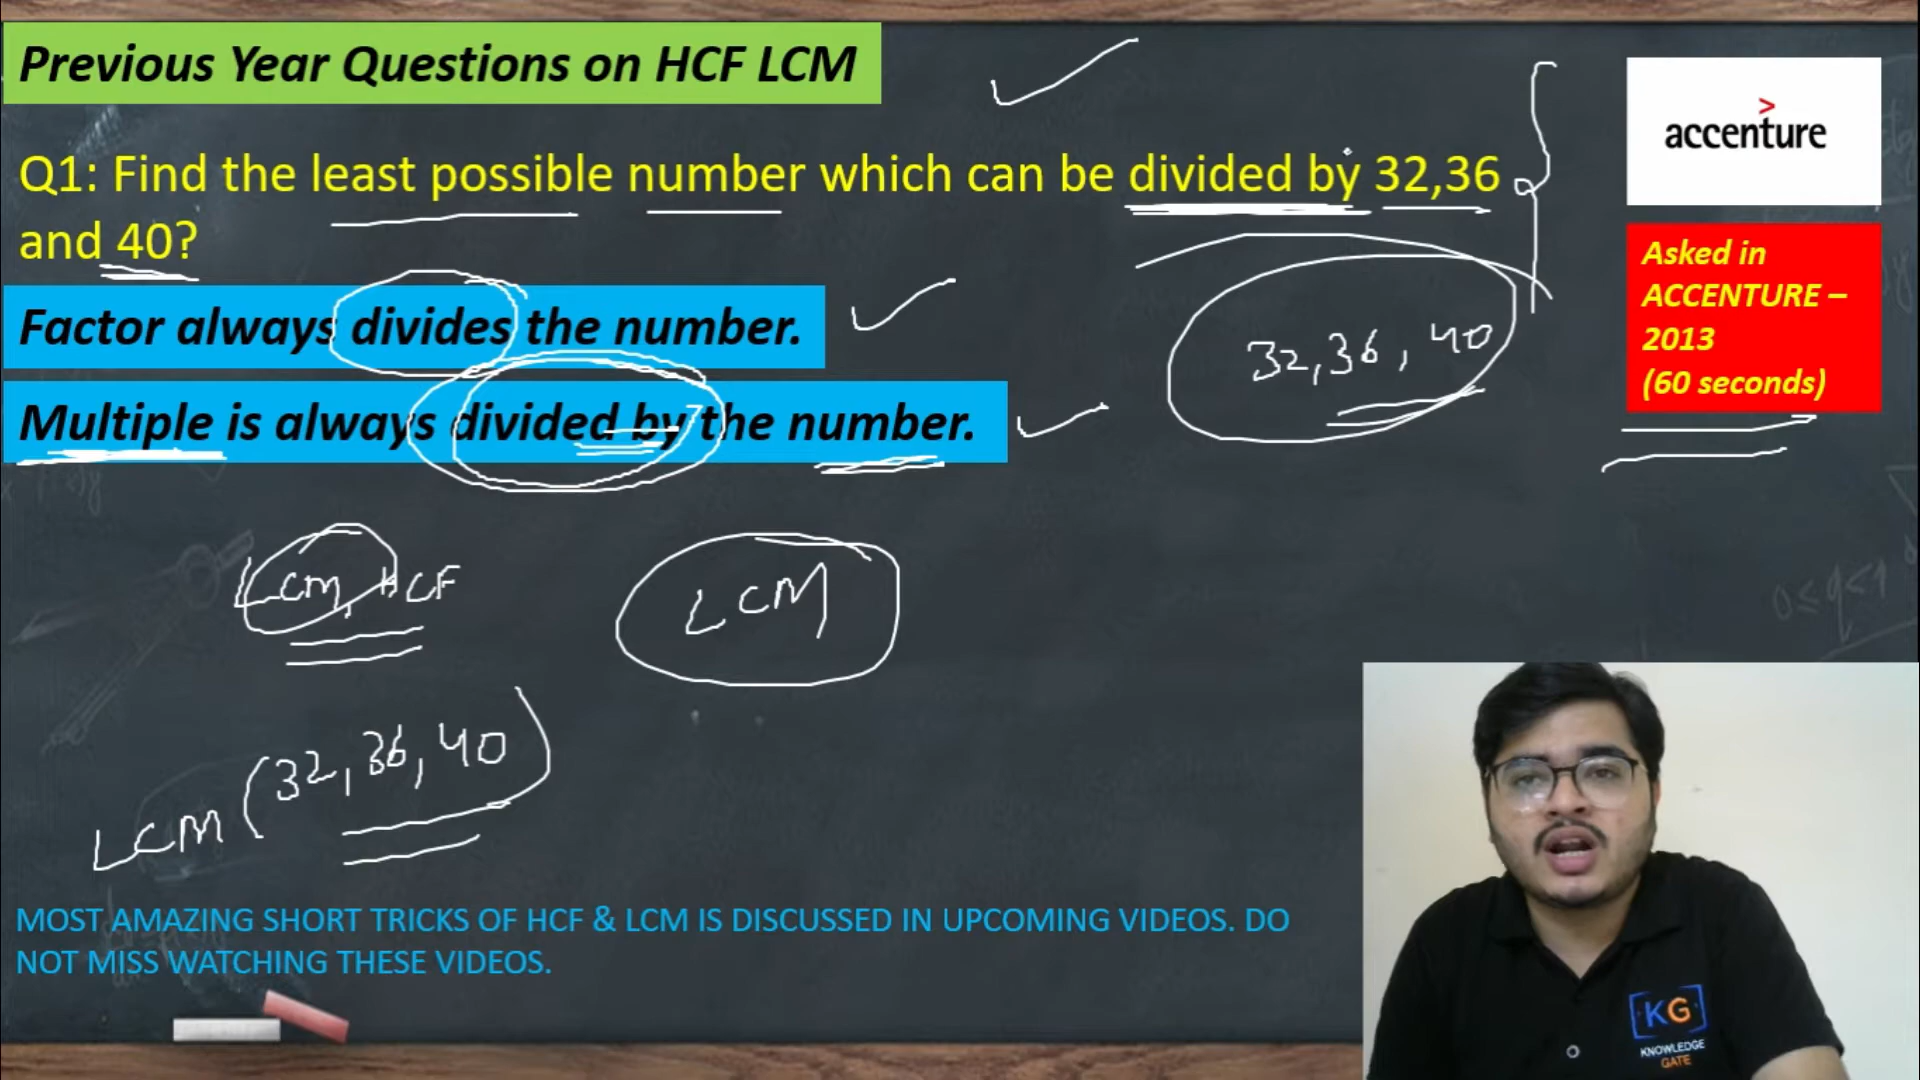 Previous Year Questions on HCF LCM
Q1: Find the least possible number which can be divided by 32,36
and 40?
Factor always divides the number.
Multiple is always divided by the number.
accenture
Asked in
ACCENTURE –
2013
(60 seconds)
32, 36, 40
LCM, HCF
LCM
LCM (32, 36, 40)
MOST AMAZING SHORT TRICKS OF HCF & LCM IS DISCUSSED IN UPCOMING VIDEOS. DO
NOT MISS WATCHING THESE VIDEOS.
KG
KNOWLEDGE
GATE